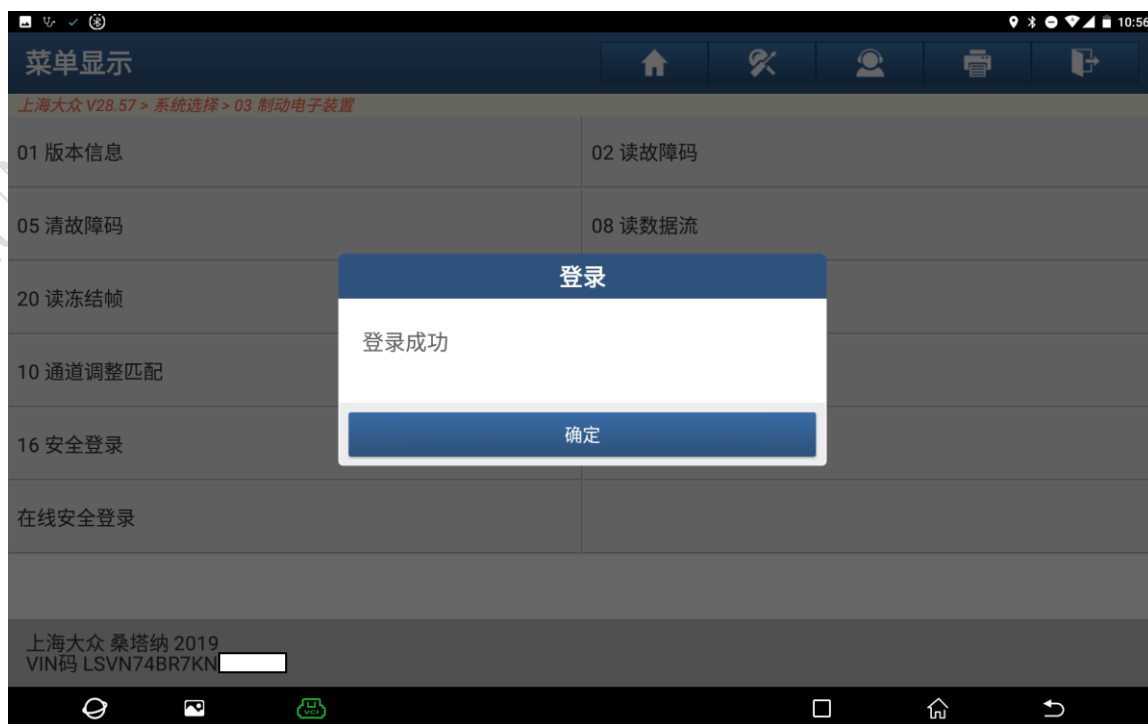 10:56
菜单显示
上海大众 V28.57 > 系统选择 > 03 制动电子装置
01 版本信息
02 读故障码
05 清故障码
08 读数据流
20 读冻结帧
登录
登录成功
确定
10 通道调整匹配
16 安全登录
在线安全登录
上海大众 桑塔纳 2019
VIN码 LSVN74BR7KN
VCI